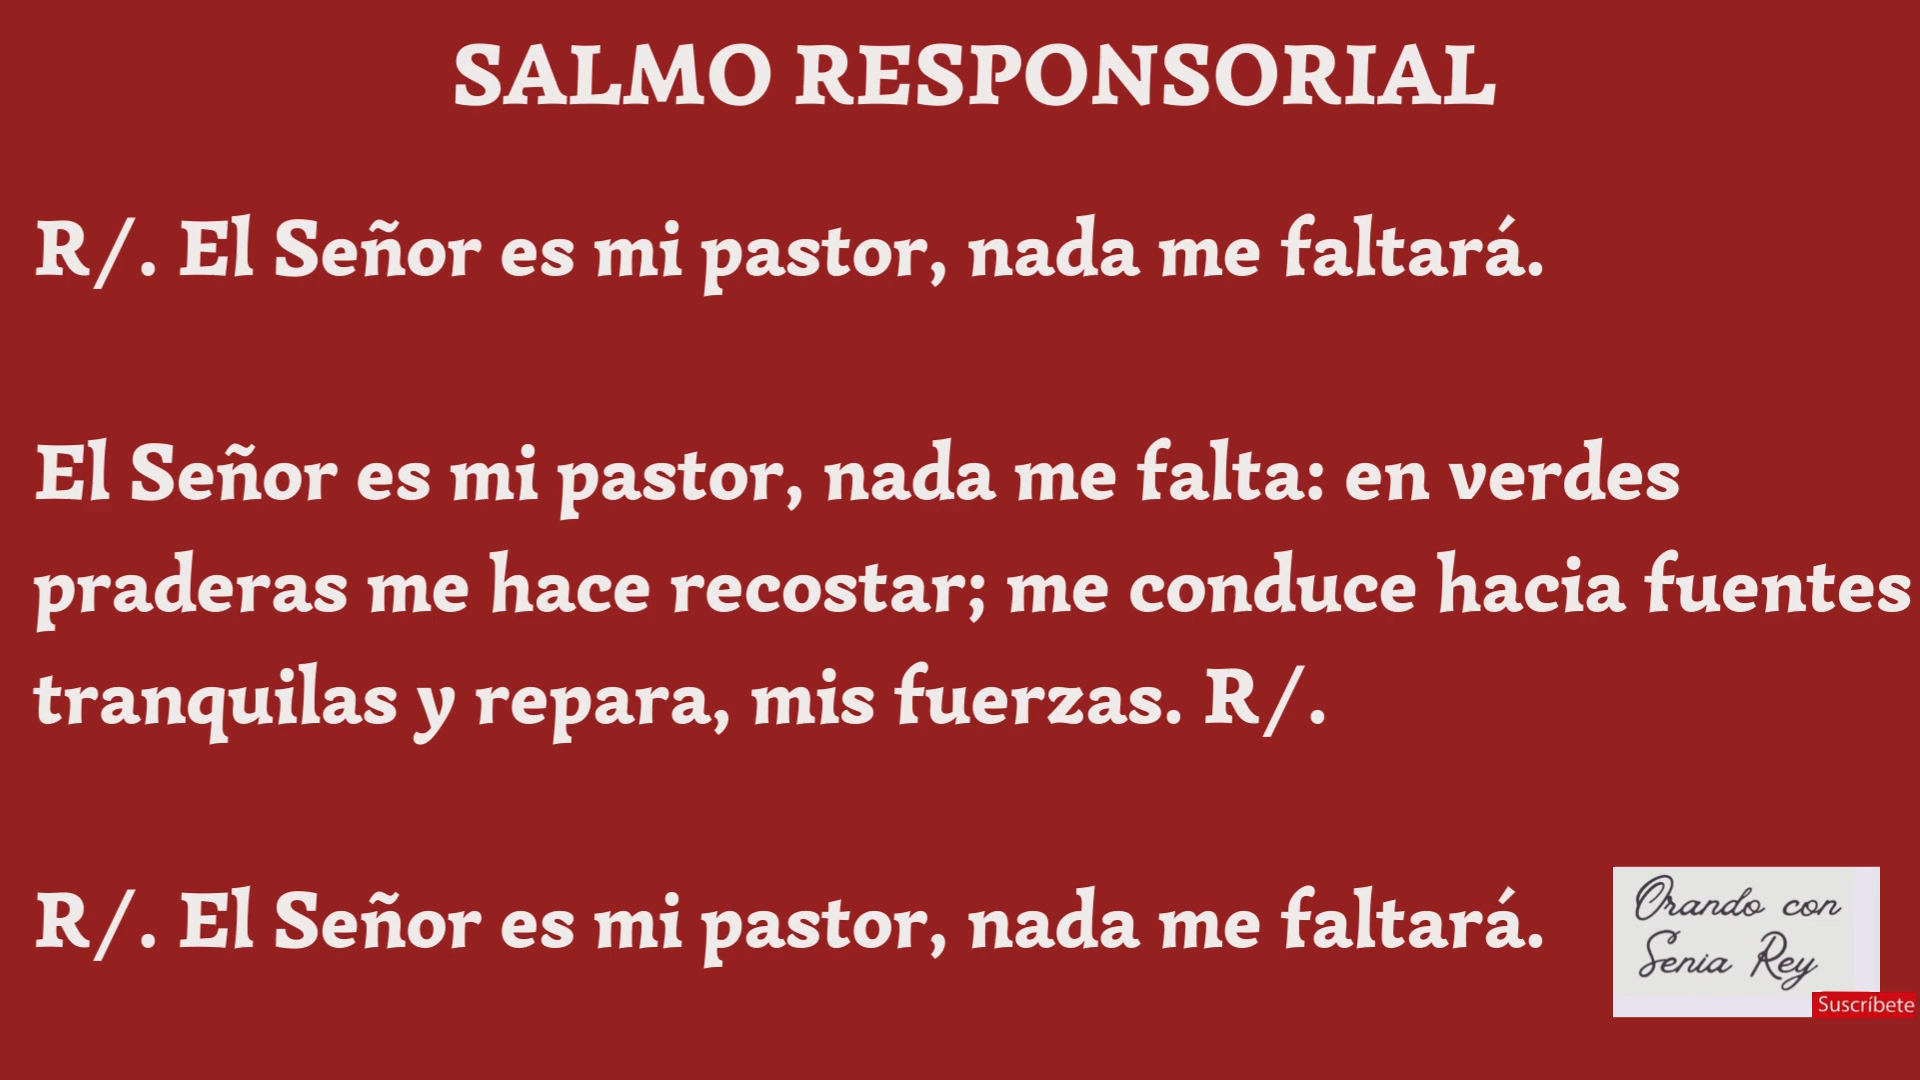 SALMO RESPONSORIAL
R/. El Señor es mi pastor, nada me faltará.
El Señor es mi pastor, nada me falta: en verdes
praderas me hace recostar; me conduce hacia fuentes
tranquilas y repara, mis fuerzas. R/.
R/. El Señor es mi pastor, nada me faltará.
Orando con
Senia Rey
Suscríbete